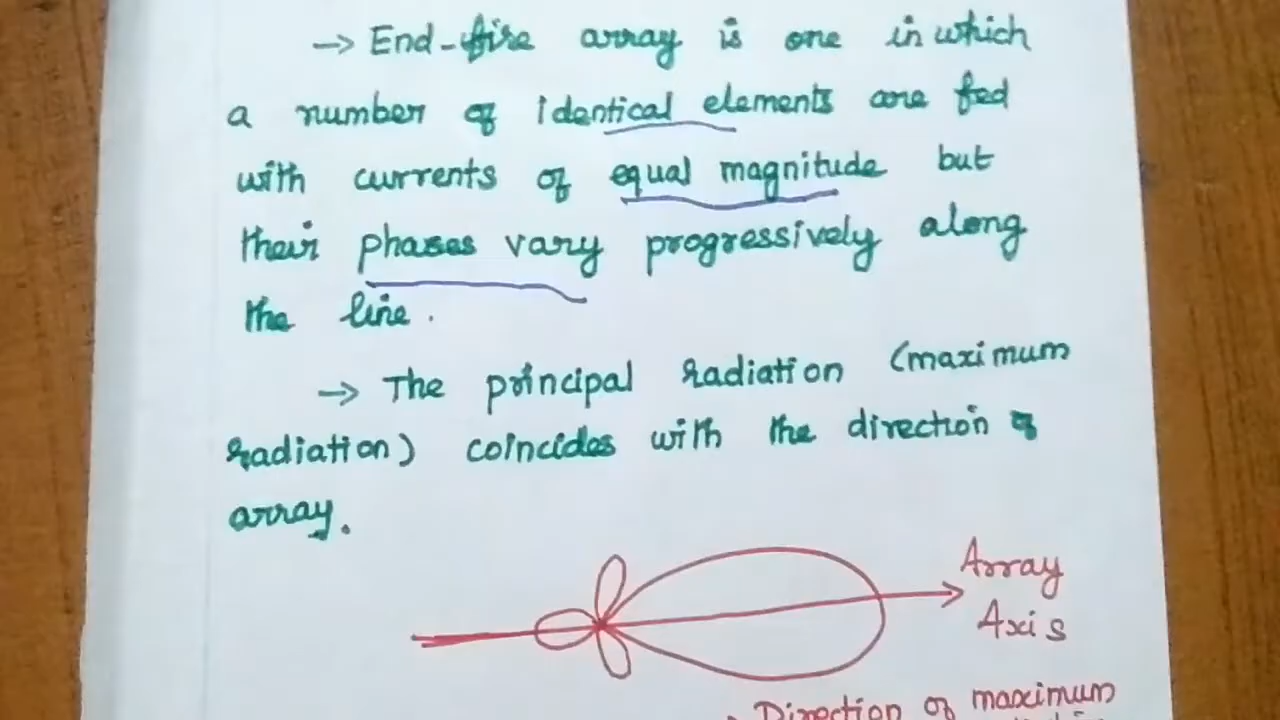 → End-fire array is one in which
a number of identical elements are fed
with currents of equal magnitude but
their phases vary progressively along
the line.
→ The principal radiation (maximum
radiation) coincides with the direction of
array.
Array
Axis
Direction of maximum